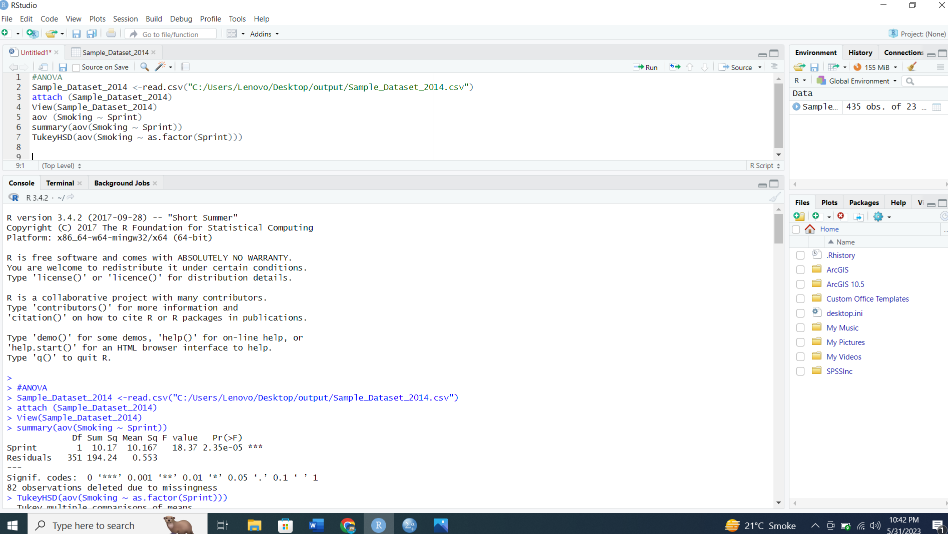 RStudio
File Edit Code View Plots Session Build Debug Profile Tools Help
Go to file/function
Addins
Project: (None)
Untitled1*
Sample_Dataset_2014
Source on Save
Run
Source
1 #ANOVA
2 Sample_Dataset_2014 <-read.csv("C:/Users/Lenovo/Desktop/output/Sample_Dataset_2014.csv")
3 attach (Sample_Dataset_2014)
4 View(Sample_Dataset_2014)
5 aov (Smoking ~ Sprint)
6 summary(aov(Smoking ~ Sprint))
7 TukeyHSD(aov(Smoking ~ as.factor(Sprint)))
8
9
9:1 (Top Level) R Script
Console Terminal Background Jobs
R 3.4.2 · ~/
R version 3.4.2 (2017-09-28) -- "Short Summer"
Copyright (C) 2017 The R Foundation for Statistical Computing
Platform: x86_64-w64-mingw32/x64 (64-bit)
R is free software and comes with ABSOLUTELY NO WARRANTY.
You are welcome to redistribute it under certain conditions.
Type 'license()' or 'licence()' for distribution details.
R is a collaborative project with many contributors.
Type 'contributors()' for more information and
'citation()' on how to cite R or R packages in publications.
Type 'demo()' for some demos, 'help()' for on-line help, or
'help.start()' for an HTML browser interface to help.
Type 'q()' to quit R.
>
> #ANOVA
> Sample_Dataset_2014 <-read.csv("C:/Users/Lenovo/Desktop/output/Sample_Dataset_2014.csv")
> attach (Sample_Dataset_2014)
> View(Sample_Dataset_2014)
> summary(aov(Smoking ~ Sprint))
Df Sum Sq Mean Sq F value Pr(>F)
Sprint 1 10.17 10.167 18.37 2.35e-05 ***
Residuals 351 194.24 0.553
---
Signif. codes: 0 '***' 0.001 '**' 0.01 '*' 0.05 '.' 0.1 ' ' 1
82 observations deleted due to missingness
> TukeyHSD(aov(Smoking ~ as.factor(Sprint)))
Tukey multiple comparisons of means
Environment History Connections
155 MiB
R Global Environment
Data
Sample… 435 obs. of 23 …
Files Plots Packages Help
Home
Name
.Rhistory
ArcGIS
ArcGIS 10.5
Custom Office Templates
desktop.ini
My Music
My Pictures
My Videos
SPSSInc
Type here to search
21°C Smoke
10:42 PM
5/31/2023